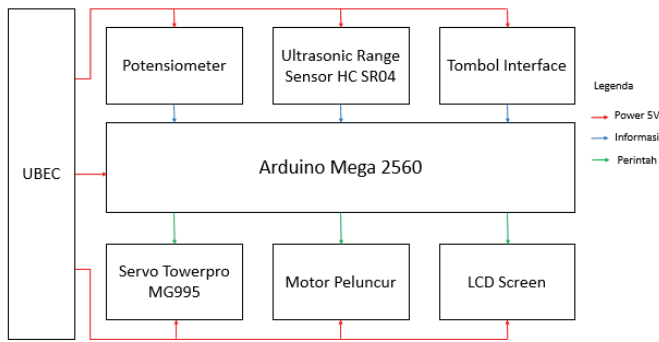 UBEC
Potensiometer
Ultrasonic Range
Sensor HC SR04
Tombol Interface
Arduino Mega 2560
Servo Towerpro
MG995
Motor Peluncur
LCD Screen
Legenda
Power 5V
Informasi
Perintah